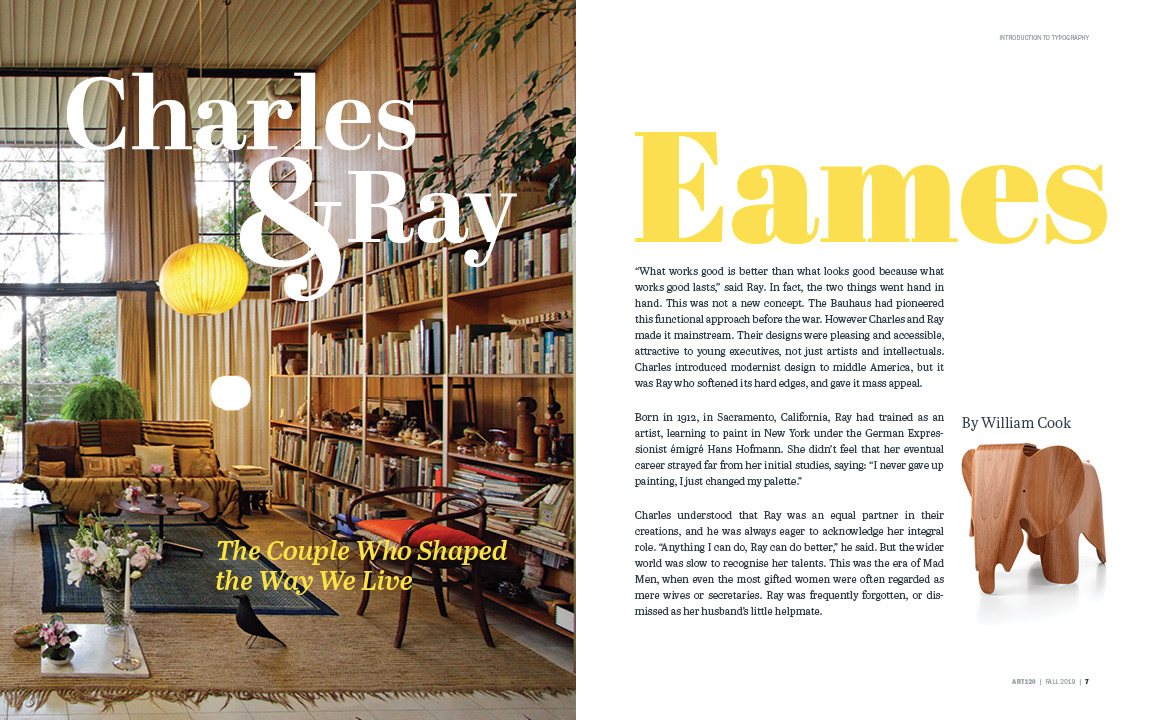 Charles
& Ray
The Couple Who Shaped
the Way We Live
INTRODUCTION TO TYPOGRAPHY
Eames
“What works good is better than what looks good because what
works good lasts,” said Ray. In fact, the two things went hand in
hand. This was not a new concept. The Bauhaus had pioneered
this functional approach before the war. However Charles and Ray
made it mainstream. Their designs were pleasing and accessible,
attractive to young executives, not just artists and intellectuals.
Charles introduced modernist design to middle America, but it
was Ray who softened its hard edges, and gave it mass appeal.
Born in 1912, in Sacramento, California, Ray had trained as an
artist, learning to paint in New York under the German Expres-
sionist émigré Hans Hofmann. She didn’t feel that her eventual
career strayed far from her initial studies, saying: “I never gave up
painting, I just changed my palette.”
Charles understood that Ray was an equal partner in their
creations, and he was always eager to acknowledge her integral
role. “Anything I can do, Ray can do better,” he said. But the wider
world was slow to recognise her talents. This was the era of Mad
Men, when even the most gifted women were often regarded as
mere wives or secretaries. Ray was frequently forgotten, or dis-
missed as her husband’s little helpmate.
By William Cook
ART120 | FALL 2019 | 7